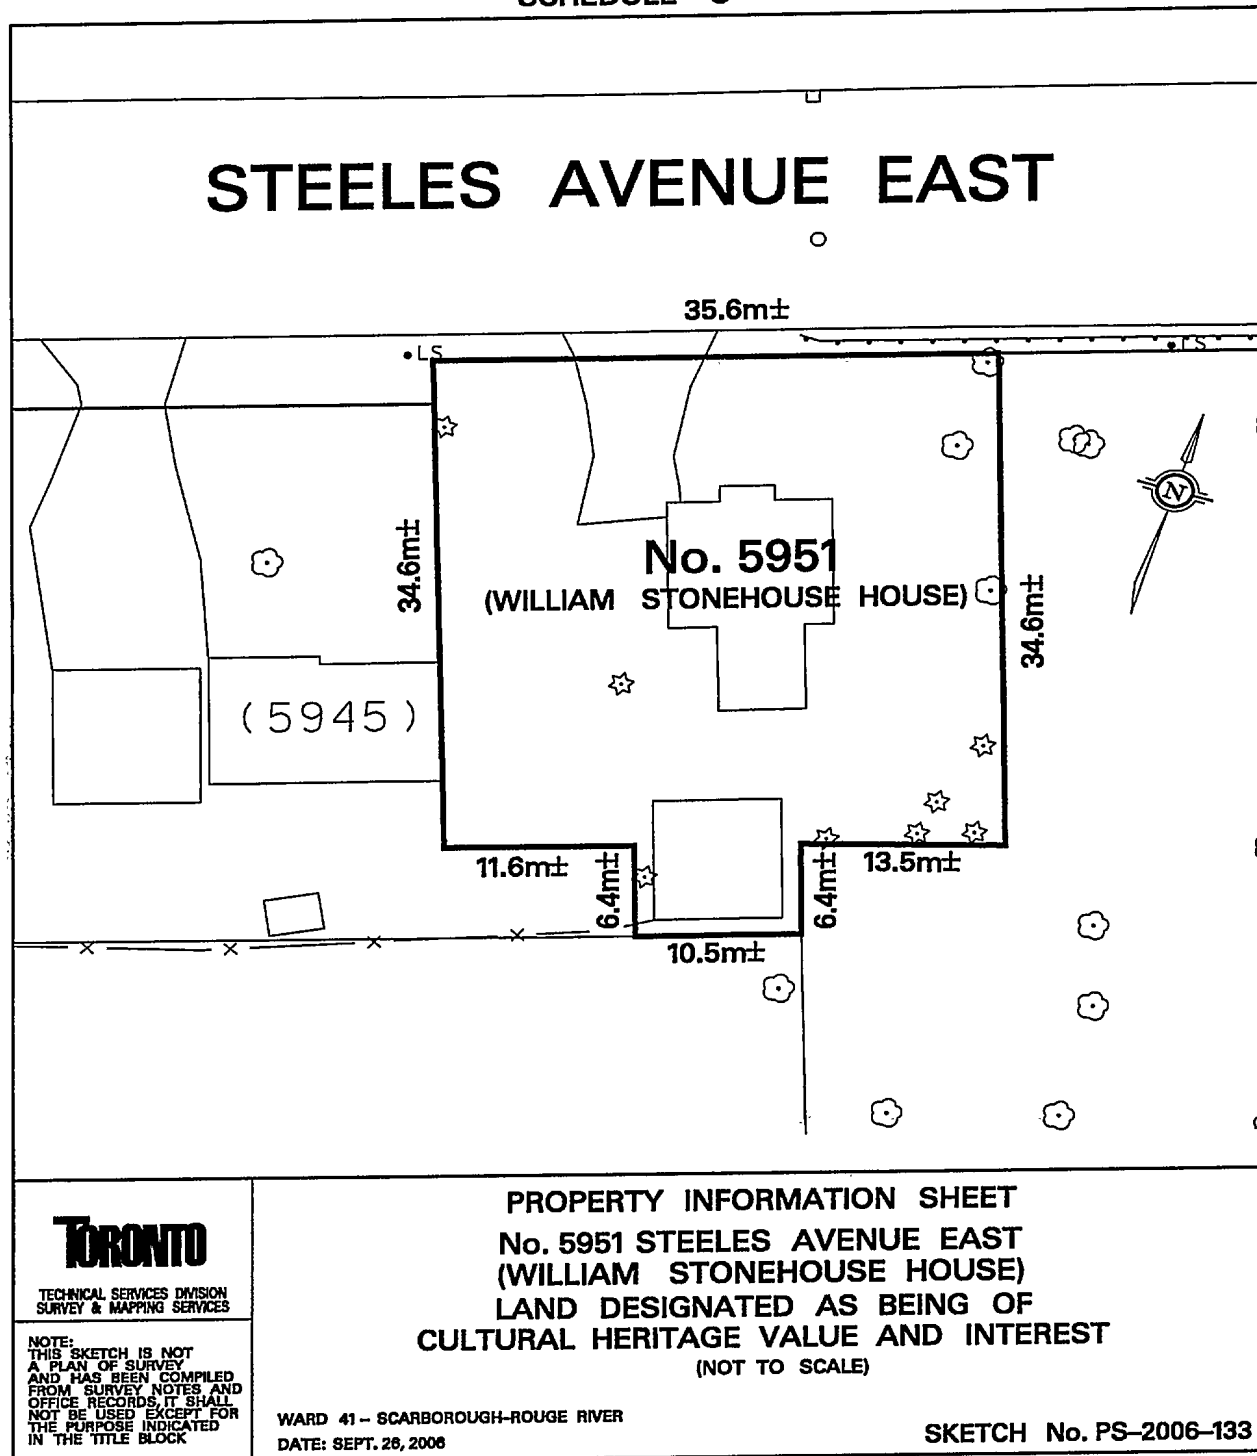 STEELES AVENUE EAST
35.6m±
LS
LS
34.6m±
N
No. 5951
(WILLIAM STONEHOUSE HOUSE)
34.6m±
(5945)
11.6m±
6.4m±
6.4m±
13.5m±
10.5m±
TORONTO
TECHNICAL SERVICES DIVISION
SURVEY & MAPPING SERVICES
NOTE:
THIS SKETCH IS NOT
A PLAN OF SURVEY
AND HAS BEEN COMPILED
FROM SURVEY NOTES AND
OFFICE RECORDS, IT SHALL
NOT BE USED EXCEPT FOR
THE PURPOSE INDICATED
IN THE TITLE BLOCK
PROPERTY INFORMATION SHEET
No. 5951 STEELES AVENUE EAST
(WILLIAM STONEHOUSE HOUSE)
LAND DESIGNATED AS BEING OF
CULTURAL HERITAGE VALUE AND INTEREST
(NOT TO SCALE)
WARD 41 – SCARBOROUGH–ROUGE RIVER
DATE: SEPT. 26, 2006
SKETCH No. PS–2006–133